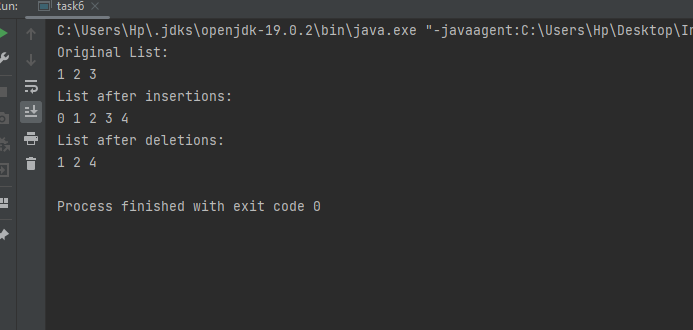 un: task6
C:\Users\Hp\.jdks\openjdk-19.0.2\bin\java.exe "-javaagent:C:\Users\Hp\Desktop\In
Original List:
1 2 3
List after insertions:
0 1 2 3 4
List after deletions:
1 2 4
Process finished with exit code 0